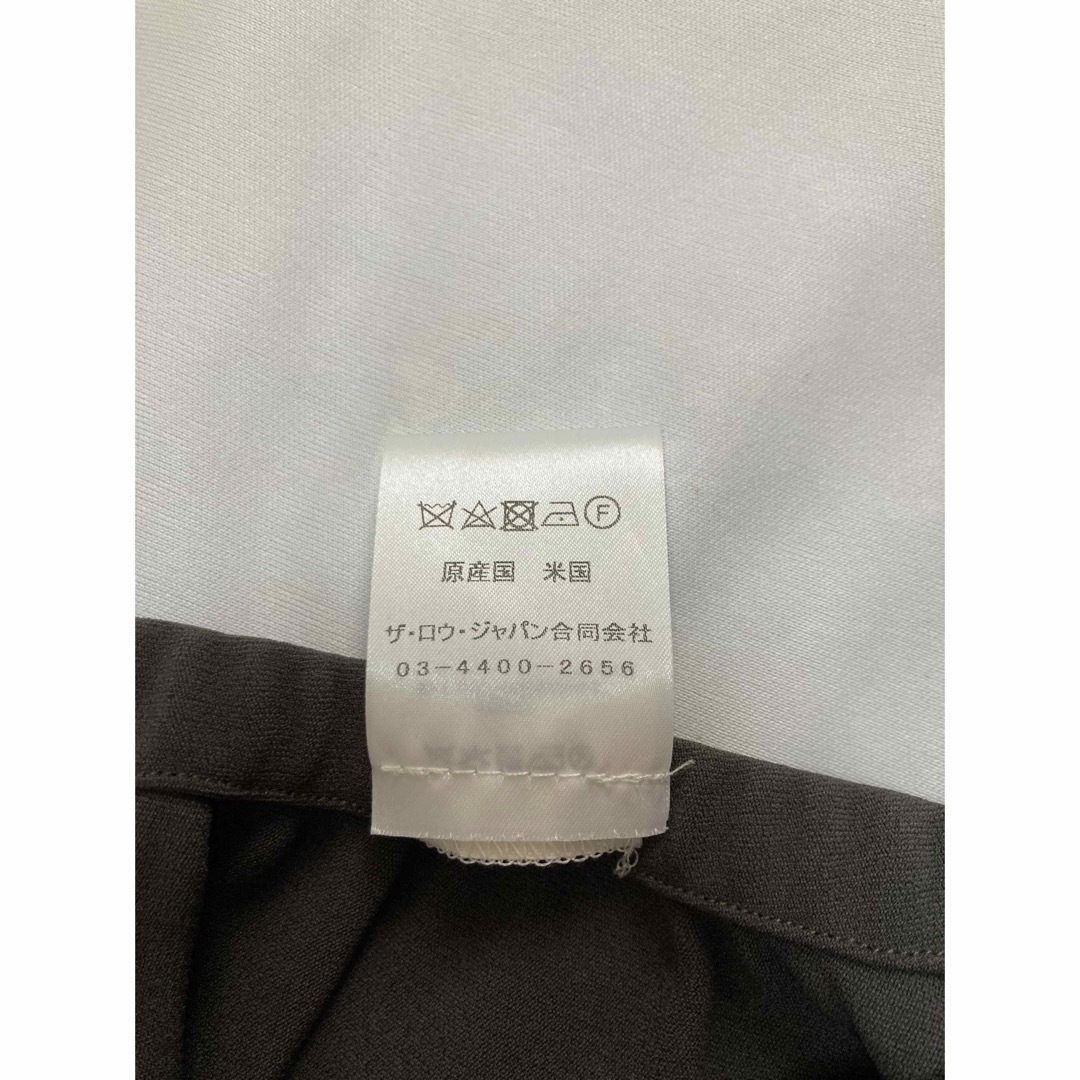 F
原産国 米国
ザ・ロウ・ジャパン合同会社
03-4400-2656